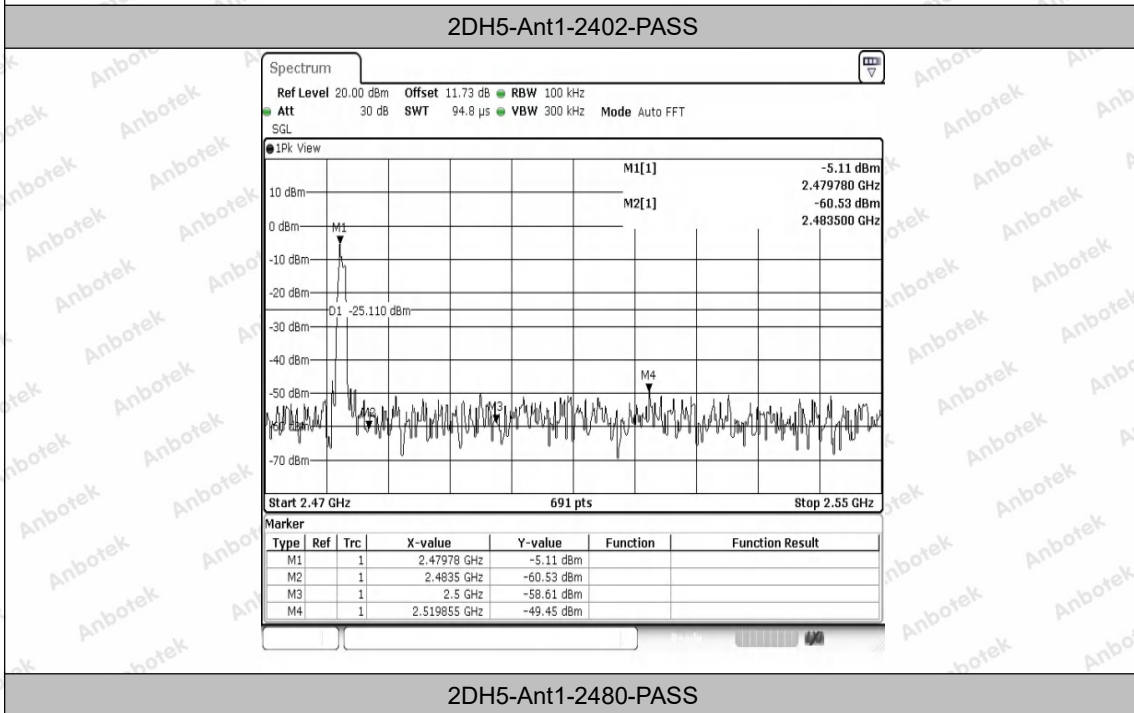 2DH5-Ant1-2402-PASS
Spectrum
Ref Level 20.00 dBm Offset 11.73 dB RBW 100 kHz
Att 30 dB SWT 94.8 µs VBW 300 kHz Mode Auto FFT
SGL
1Pk View
M1[1] -5.11 dBm
2.479780 GHz
M2[1] -60.53 dBm
2.483500 GHz
10 dBm
0 dBm
M1
-10 dBm
-20 dBm
D1 -25.110 dBm
-30 dBm
-40 dBm
M4
-50 dBm
M2
M3
-60 dBm
-70 dBm
Start 2.47 GHz 691 pts Stop 2.55 GHz
Marker
Type Ref Trc X-value Y-value Function Function Result
M1 1 2.47978 GHz -5.11 dBm
M2 1 2.4835 GHz -60.53 dBm
M3 1 2.5 GHz -58.61 dBm
M4 1 2.519855 GHz -49.45 dBm
2DH5-Ant1-2480-PASS
Anbotek